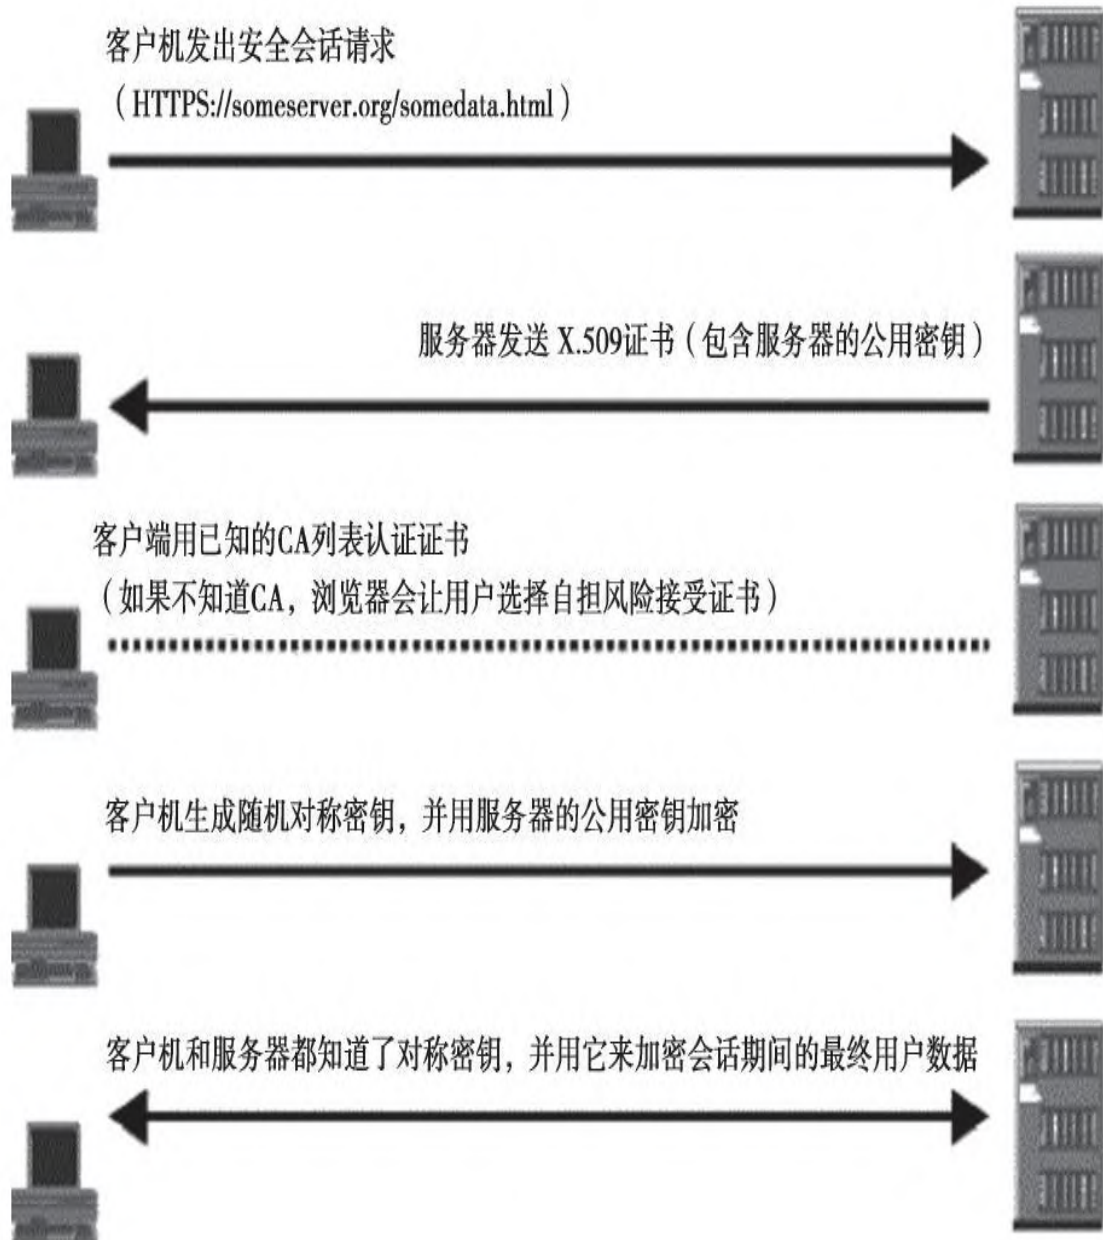 客户机发出安全会话请求
（HTTPS://someserver.org/somedata.html）
服务器发送 X.509证书（包含服务器的公用密钥）
客户端用已知的CA列表认证证书
（如果不知道CA，浏览器会让用户选择自担风险接受证书）
客户机生成随机对称密钥，并用服务器的公用密钥加密
客户机和服务器都知道了对称密钥，并用它来加密会话期间的最终用户数据